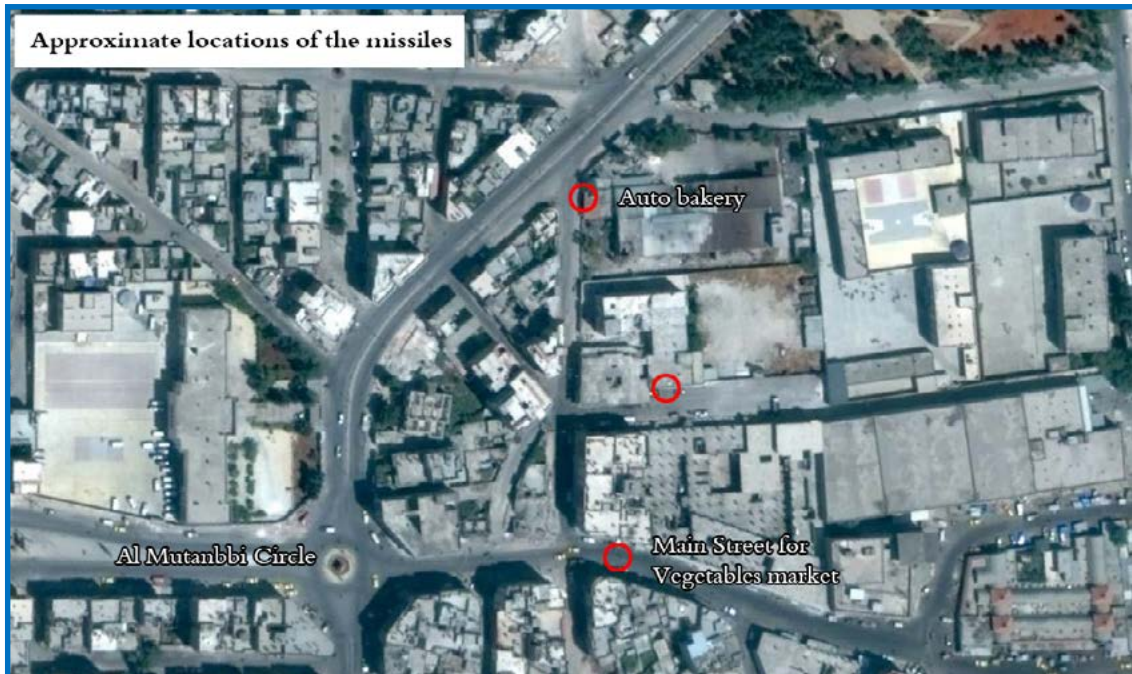 Approximate locations of the missiles
Auto bakery
Al Mutanbbi Circle
Main Street for
Vegetables market